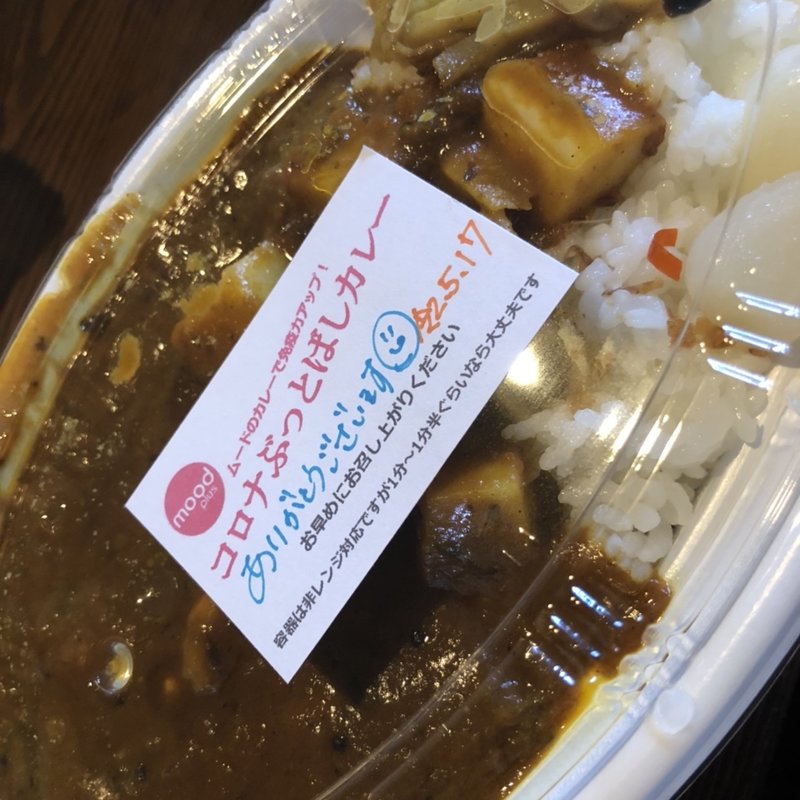 mood
plus
ムードのカレーで免疫力アップ!
コロナぶっとばしカレー
ありがとうございます
22.5.17
お早めにお召し上がりください
容器は非レンジ対応ですが1分~1分半ぐらいなら大丈夫です